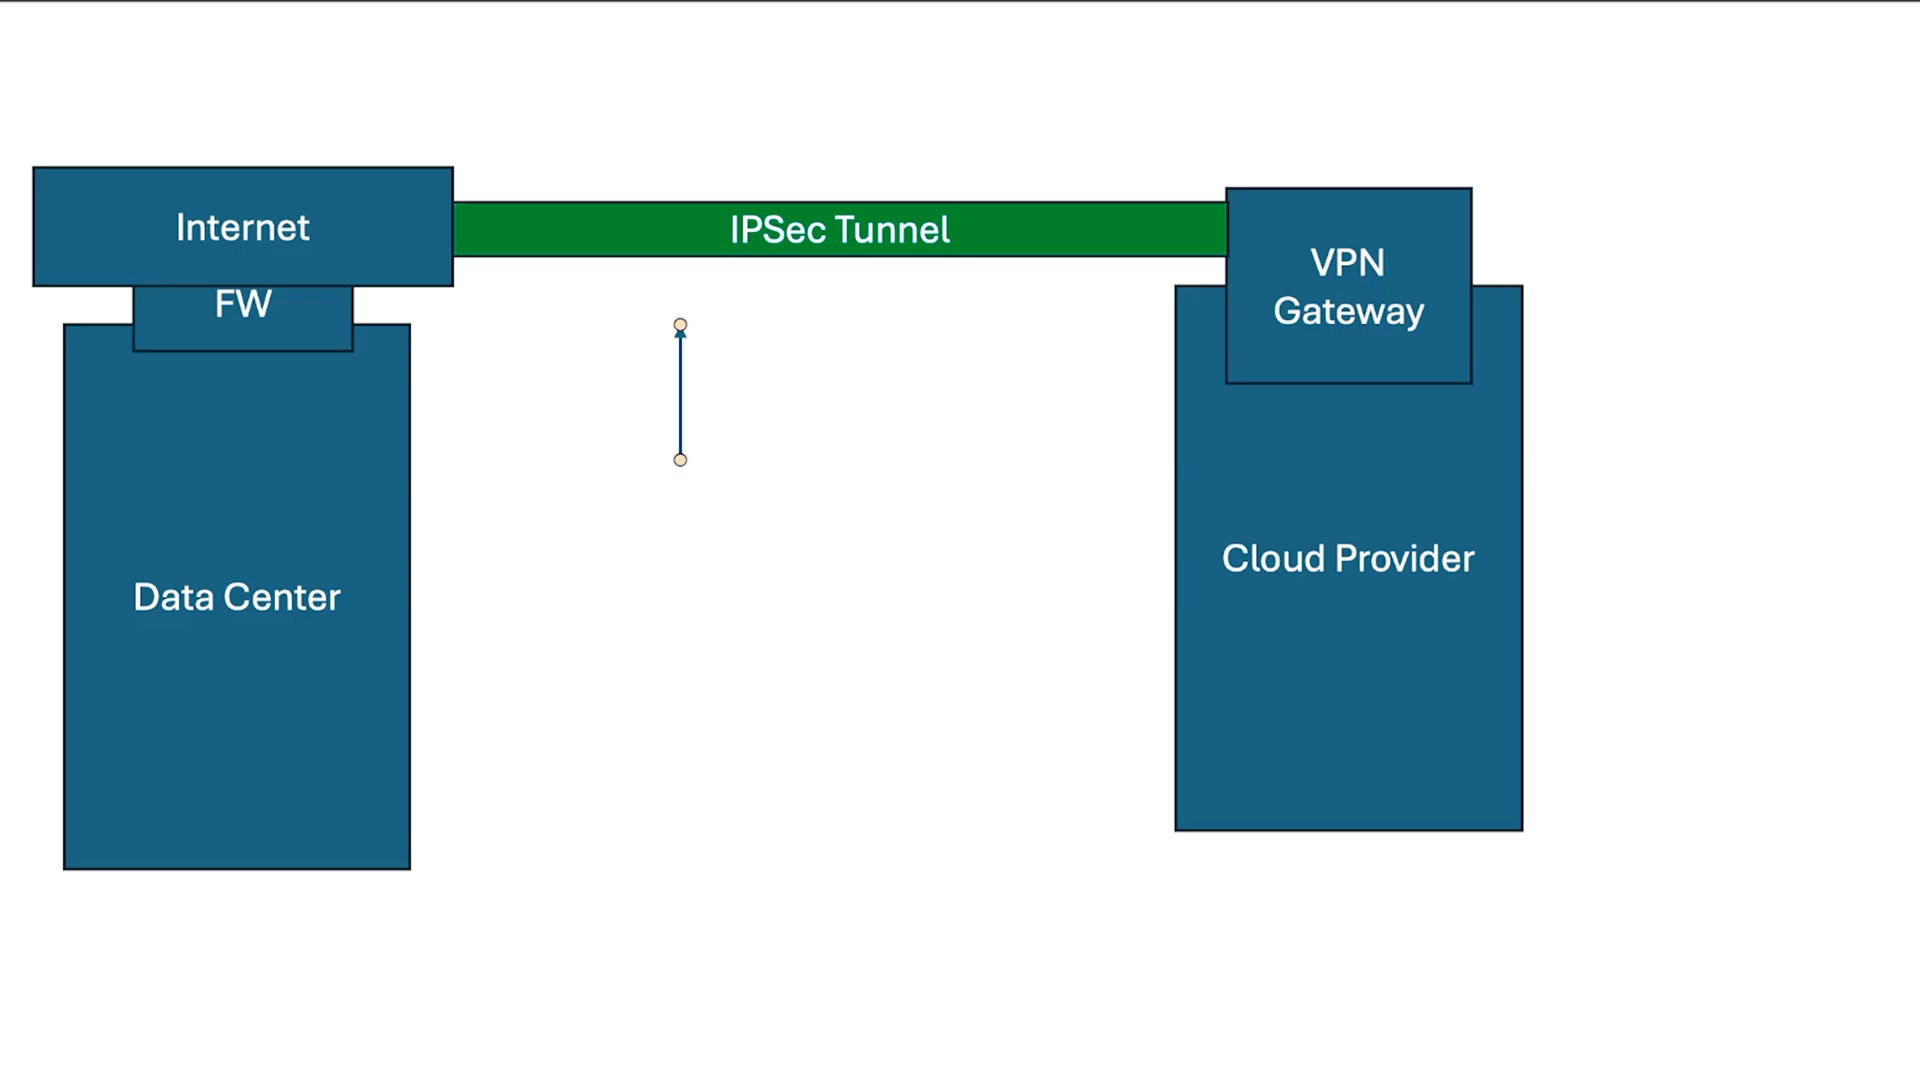 Internet
IPSec Tunnel
VPN
Gateway
FW
Data Center
Cloud Provider